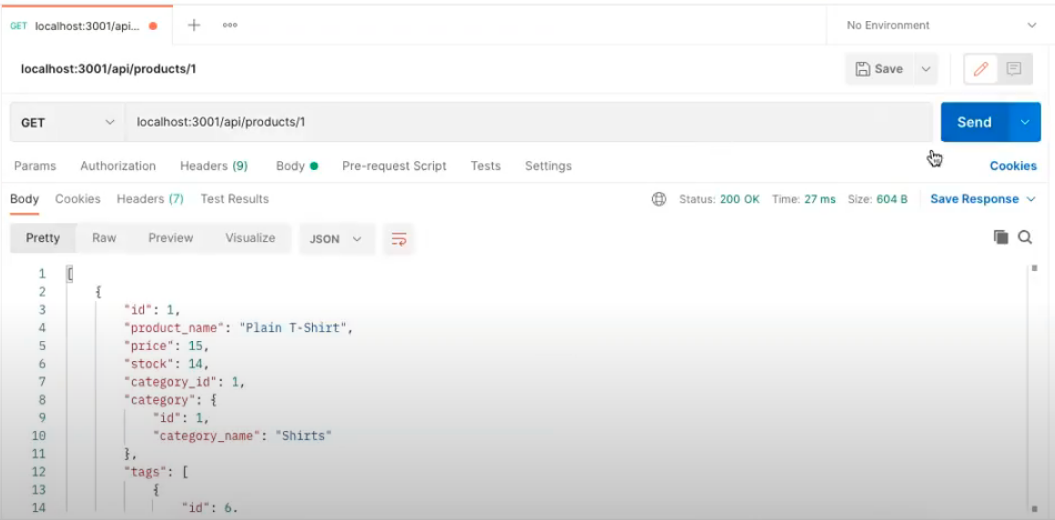 GET localhost:3001/api...
No Environment
localhost:3001/api/products/1
Save
GET localhost:3001/api/products/1 Send
Params Authorization Headers (9) Body Pre-request Script Tests Settings Cookies
Body Cookies Headers (7) Test Results Status: 200 OK Time: 27 ms Size: 604 B Save Response
Pretty Raw Preview Visualize JSON
1 [
2 {
3 "id": 1,
4 "product_name": "Plain T-Shirt",
5 "price": 15,
6 "stock": 14,
7 "category_id": 1,
8 "category": {
9 "id": 1,
10 "category_name": "Shirts"
11 },
12 "tags": [
13 {
14 "id": 6,